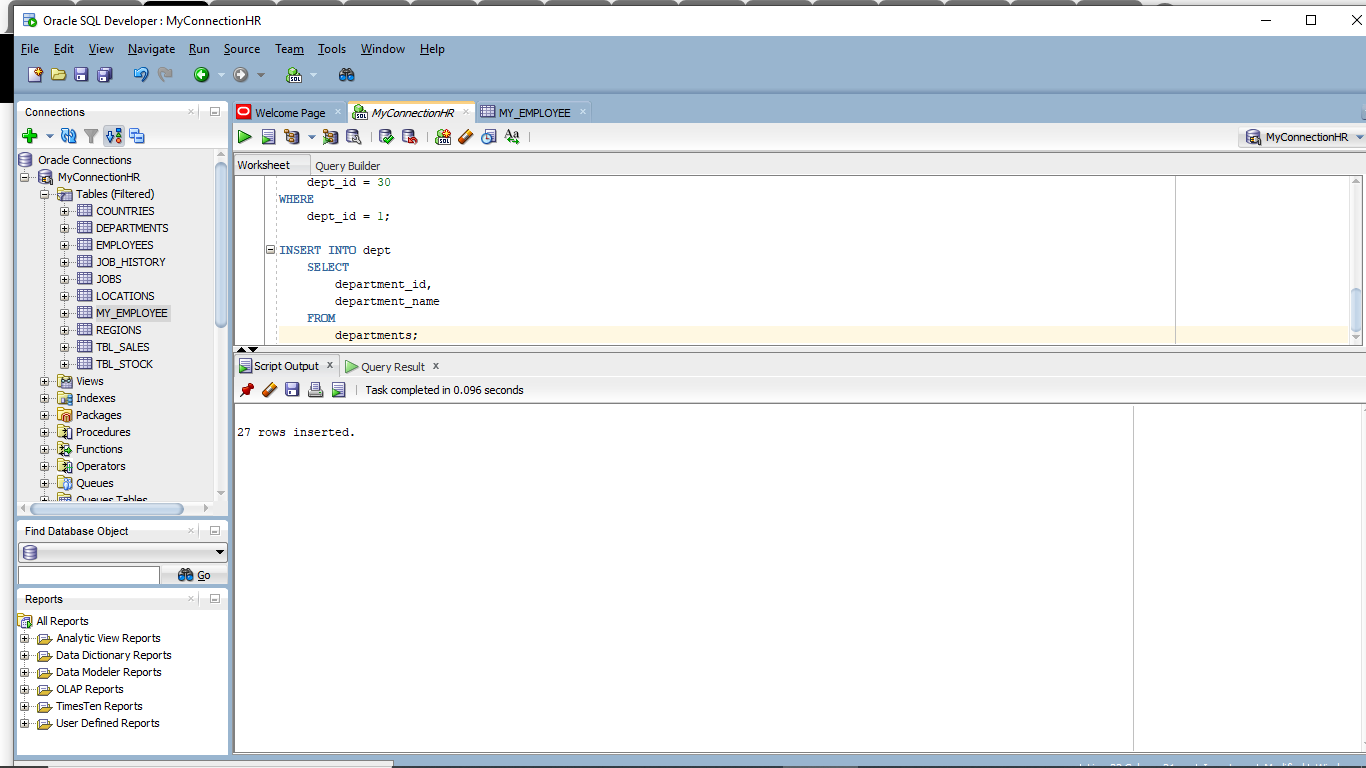 Oracle SQL Developer : MyConnectionHR
File Edit View Navigate Run Source Team Tools Window Help
Connections
Oracle Connections
MyConnectionHR
Tables (Filtered)
COUNTRIES
DEPARTMENTS
EMPLOYEES
JOB_HISTORY
JOBS
LOCATIONS
MY_EMPLOYEE
REGIONS
TBL_SALES
TBL_STOCK
Views
Indexes
Packages
Procedures
Functions
Operators
Queues
Queues Tables
Find Database Object
Go
Reports
All Reports
Analytic View Reports
Data Dictionary Reports
Data Modeler Reports
OLAP Reports
TimesTen Reports
User Defined Reports
Welcome Page MyConnectionHR MY_EMPLOYEE
MyConnectionHR
Worksheet Query Builder
dept_id = 30
WHERE
dept_id = 1;
INSERT INTO dept
SELECT
department_id,
department_name
FROM
departments;
Script Output Query Result
Task completed in 0.096 seconds
27 rows inserted.